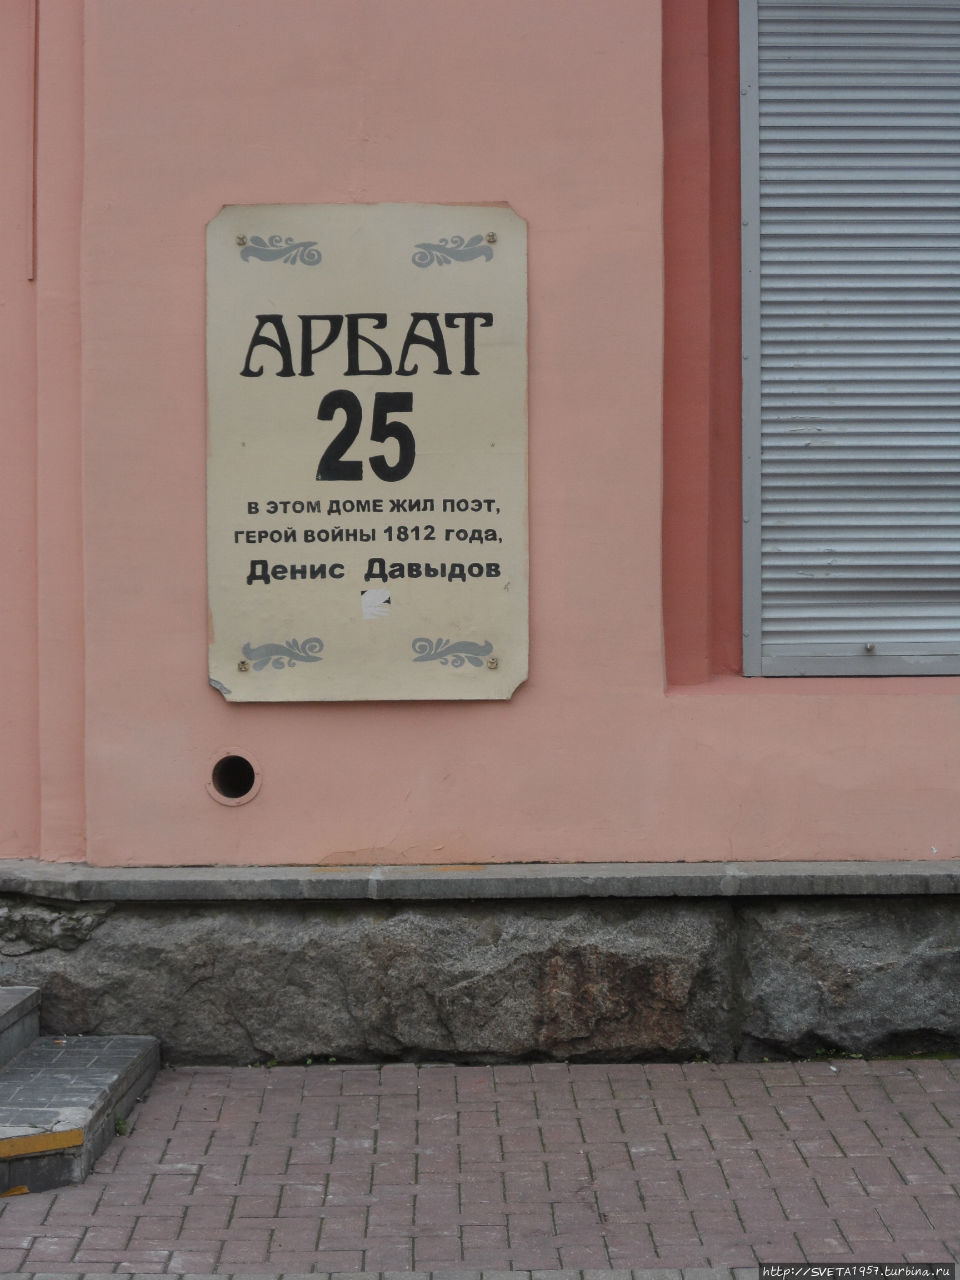 АРБАТ
25
В ЭТОМ ДОМЕ ЖИЛ ПОЭТ,
ГЕРОЙ ВОЙНЫ 1812 года,
Денис Давыдов
http://SVETA1957.turbina.ru